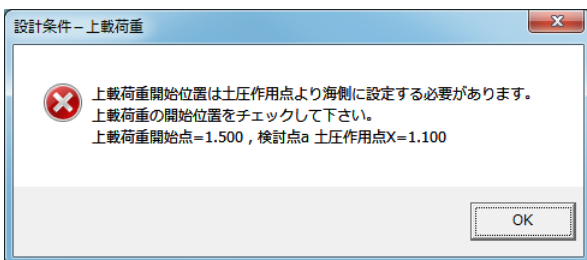 設計条件－上載荷重
上載荷重開始位置は土圧作用点より海側に設定する必要があります。
上載荷重の開始位置をチェックして下さい。
上載荷重開始点=1.500 , 検討点a 土圧作用点X=1.100
OK